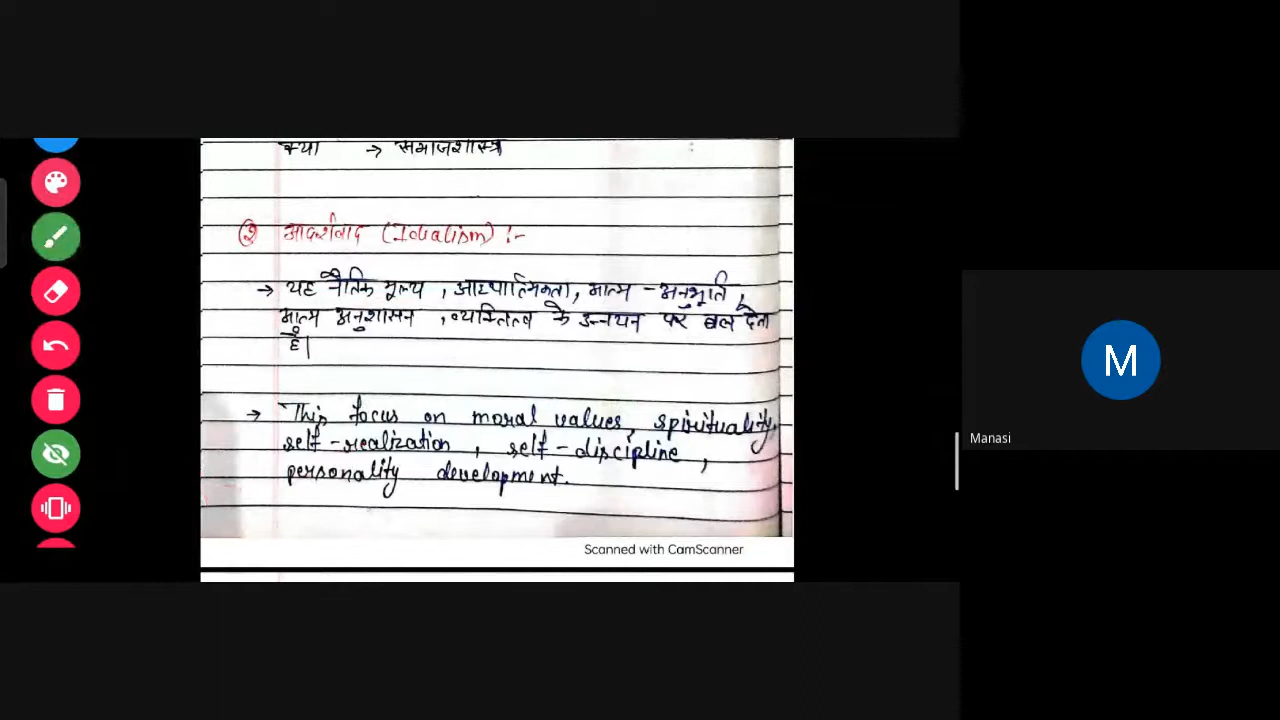 क्या → समाजशास्त्र
② आदर्शवाद (Idealism) :-
→ यह नैतिक मूल्य, आध्यात्मिकता, आत्म-अनुभूति,
आत्म अनुशासन, व्यक्तित्व के उन्नयन पर बल देता
है।
→ This focus on moral values, spirituality,
self-realization, self-discipline,
personality development.
Scanned with CamScanner
M
Manasi